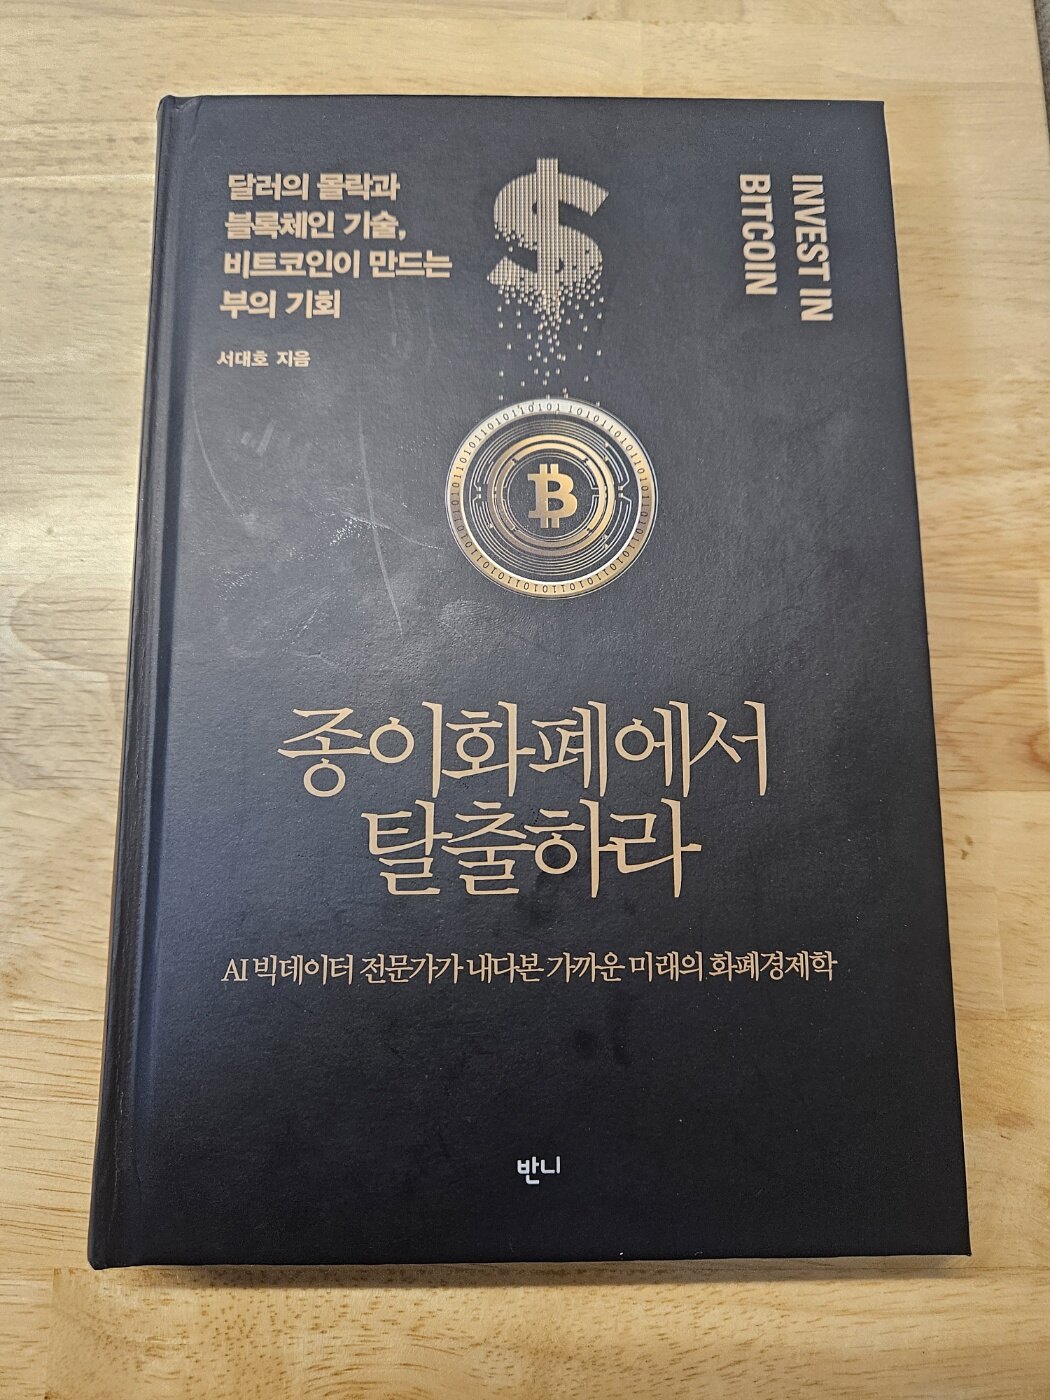 달러의 몰락과
블록체인 기술,
비트코인이 만드는
부의 기회
서대호 지음
INVEST IN
BITCOIN
종이화폐에서
탈출하라
AI 빅데이터 전문가가 내다본 가까운 미래의 화폐경제학
반니